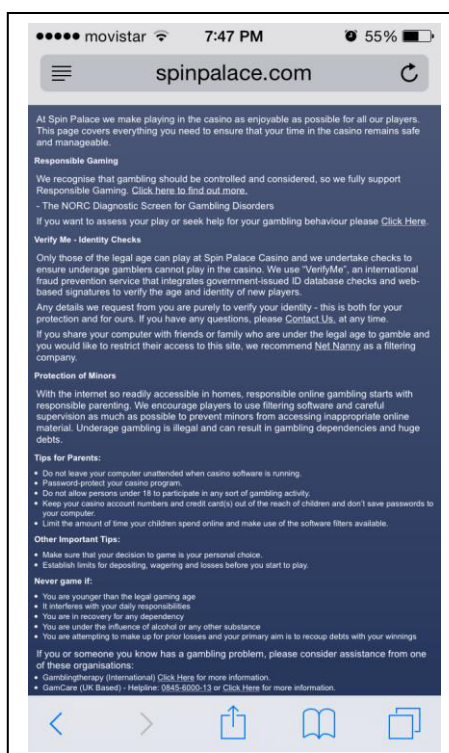 movistar 7:47 PM 55%
spinpalace.com
At Spin Palace we make playing in the casino as enjoyable as possible for all our players.
This page covers everything you need to ensure that your time in the casino remains safe
and manageable.
Responsible Gaming
We recognise that gambling should be controlled and considered, so we fully support
Responsible Gaming. Click here to find out more.
- The NORC Diagnostic Screen for Gambling Disorders
If you want to assess your play or seek help for your gambling behaviour please Click Here.
Verify Me - Identity Checks
Only those of the legal age can play at Spin Palace Casino and we undertake checks to
ensure underage gamblers cannot play in the casino. We use "VerifyMe", an international
fraud prevention service that integrates government-issued ID database checks and web-
based signatures to verify the age and identity of new players.
Any details we request from you are purely to verify your identity - this is both for your
protection and for ours. If you have any questions, please Contact Us, at any time.
If you share your computer with friends or family who are under the legal age to gamble and
you would like to restrict their access to this site, we recommend Net Nanny as a filtering
company.
Protection of Minors
With the internet so readily accessible in homes, responsible online gambling starts with
responsible parenting. We encourage players to use filtering software and careful
supervision as much as possible to prevent minors from accessing inappropriate online
material. Underage gambling is illegal and can result in gambling dependencies and huge
debts.
Tips for Parents:
• Do not leave your computer unattended when casino software is running.
• Password-protect your casino program.
• Do not allow persons under 18 to participate in any sort of gambling activity.
• Keep your casino account numbers and credit card(s) out of the reach of children and don't save passwords to
your computer.
• Limit the amount of time your children spend online and make use of the software filters available.
Other Important Tips:
• Make sure that your decision to game is your personal choice.
• Establish limits for depositing, wagering and losses before you start to play.
Never game if:
• You are younger than the legal gaming age
• It interferes with your daily responsibilities
• You are in recovery for any dependency
• You are under the influence of alcohol or any other substance
• You are attempting to make up for prior losses and your primary aim is to recoup debts with your winnings
If you or someone you know has a gambling problem, please consider assistance from one
of these organisations:
• Gamblingtherapy (International) Click Here for more information.
• GamCare (UK Based) - Helpline: 0845-6000-13 or Click Here for more information.